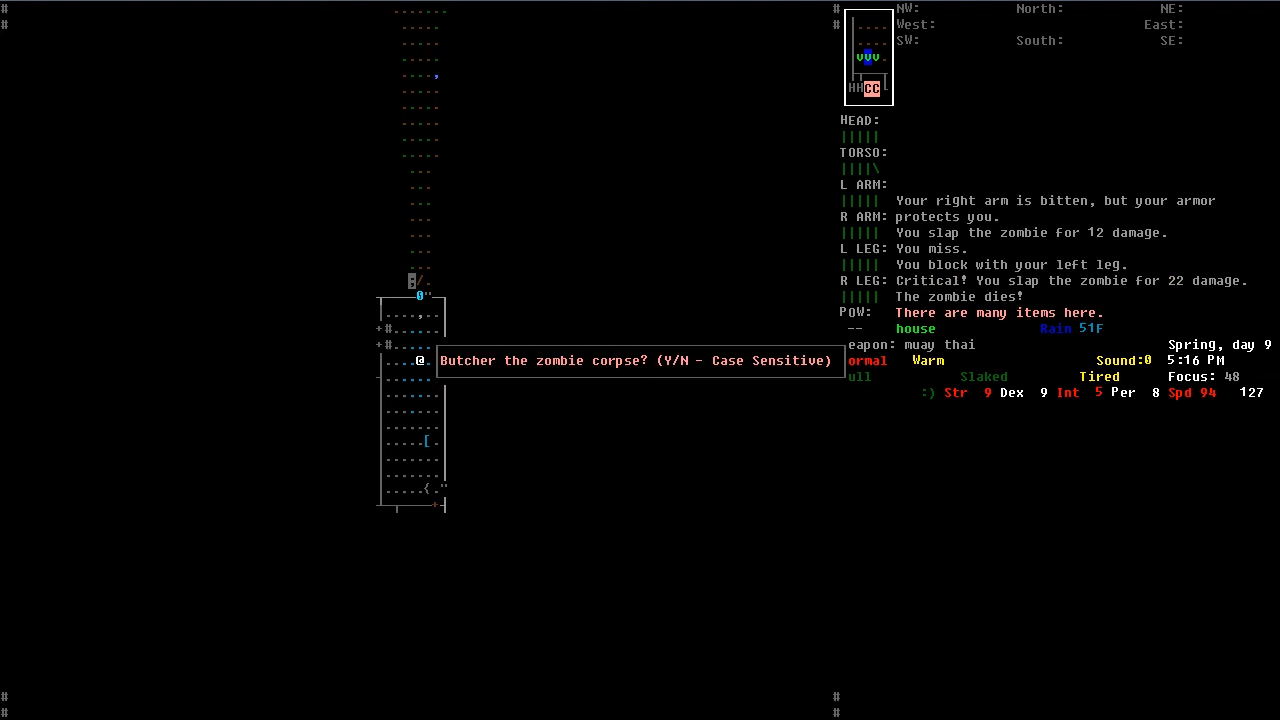 NW: North: NE:
West: East:
SW: South: SE:
HEAD:
|||||
TORSO:
||||\
L ARM:
||||| Your right arm is bitten, but your armor
R ARM: protects you.
||||| You slap the zombie for 12 damage.
L LEG: You miss.
||||| You block with your left leg.
R LEG: Critical! You slap the zombie for 22 damage.
||||| The zombie dies!
POW: There are many items here.
-- house Rain 51F
eapon: muay thai Spring, day 9
Butcher the zombie corpse? (Y/N - Case Sensitive)
ormal Warm Sound:0 5:16 PM
ull Slaked Tired Focus: 48
:) Str 9 Dex 9 Int 5 Per 8 Spd 94 127